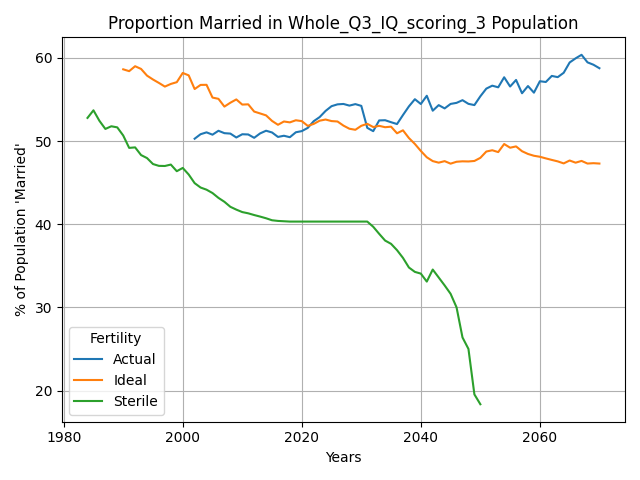 Proportion Married in Whole_Q3_IQ_scoring_3 Population
% of Population 'Married'
60
50
40
30
20
Fertility
Actual
Ideal
Sterile
1980
2000
2020
2040
2060
Years